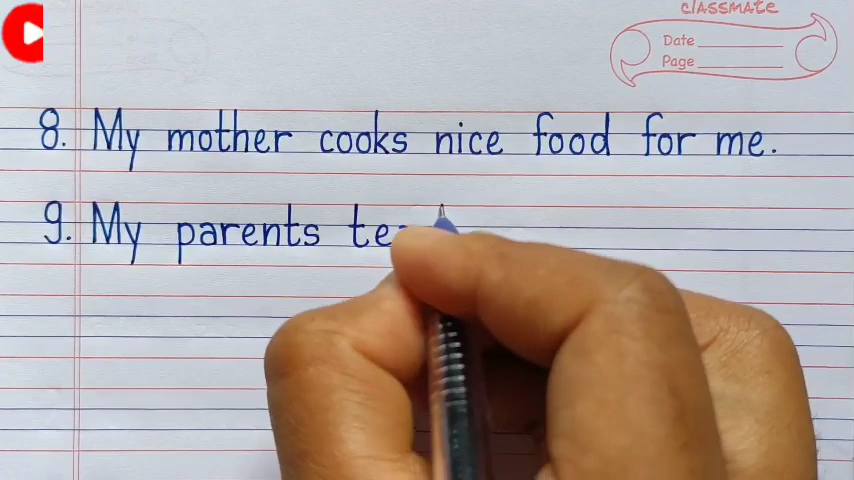 classmate
Date
Page
8. My mother cooks nice food for me.
9. My parents